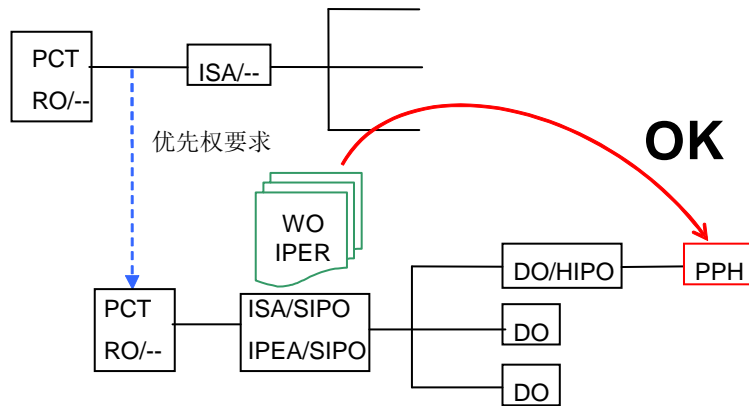 PCT
RO/--
ISA/--
优先权要求
OK
WO
IPER
DO/HIPO
PPH
PCT
RO/--
ISA/SIPO
IPEA/SIPO
DO
DO